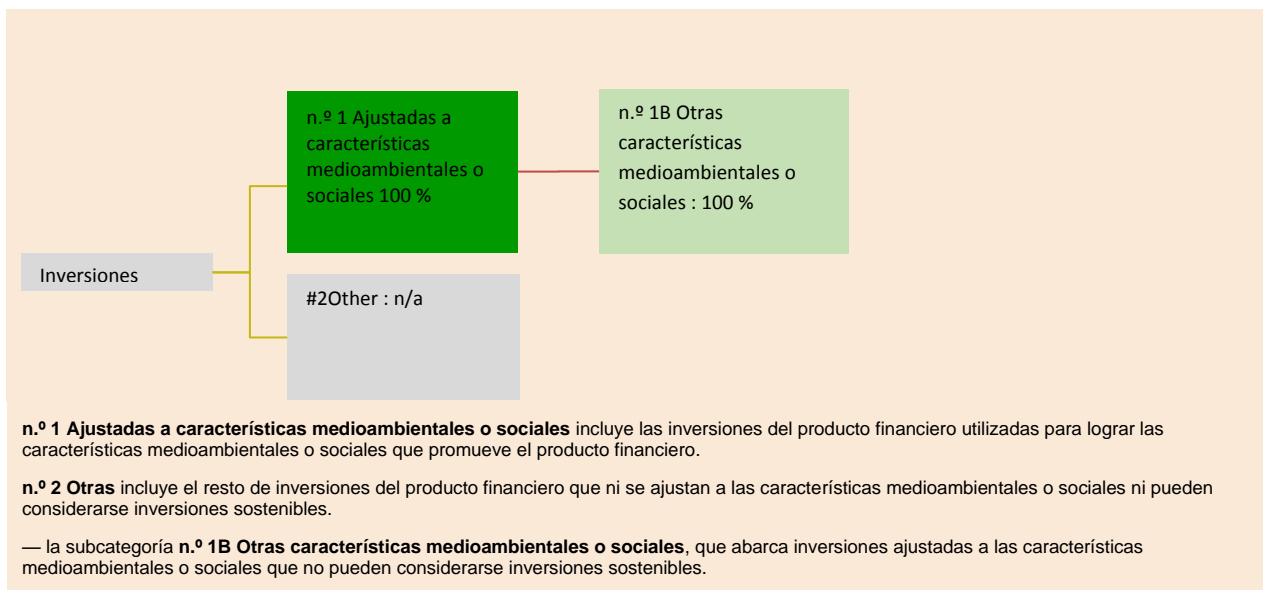 n.º 1 Ajustadas a
características
medioambientales o
sociales 100 %
n.º 1B Otras
características
medioambientales o
sociales : 100 %
Inversiones
#2Other : n/a
n.º 1 Ajustadas a características medioambientales o sociales incluye las inversiones del producto financiero utilizadas para lograr las
características medioambientales o sociales que promueve el producto financiero.
n.º 2 Otras incluye el resto de inversiones del producto financiero que ni se ajustan a las características medioambientales o sociales ni pueden
considerarse inversiones sostenibles.
— la subcategoría n.º 1B Otras características medioambientales o sociales, que abarca inversiones ajustadas a las características
medioambientales o sociales que no pueden considerarse inversiones sostenibles.